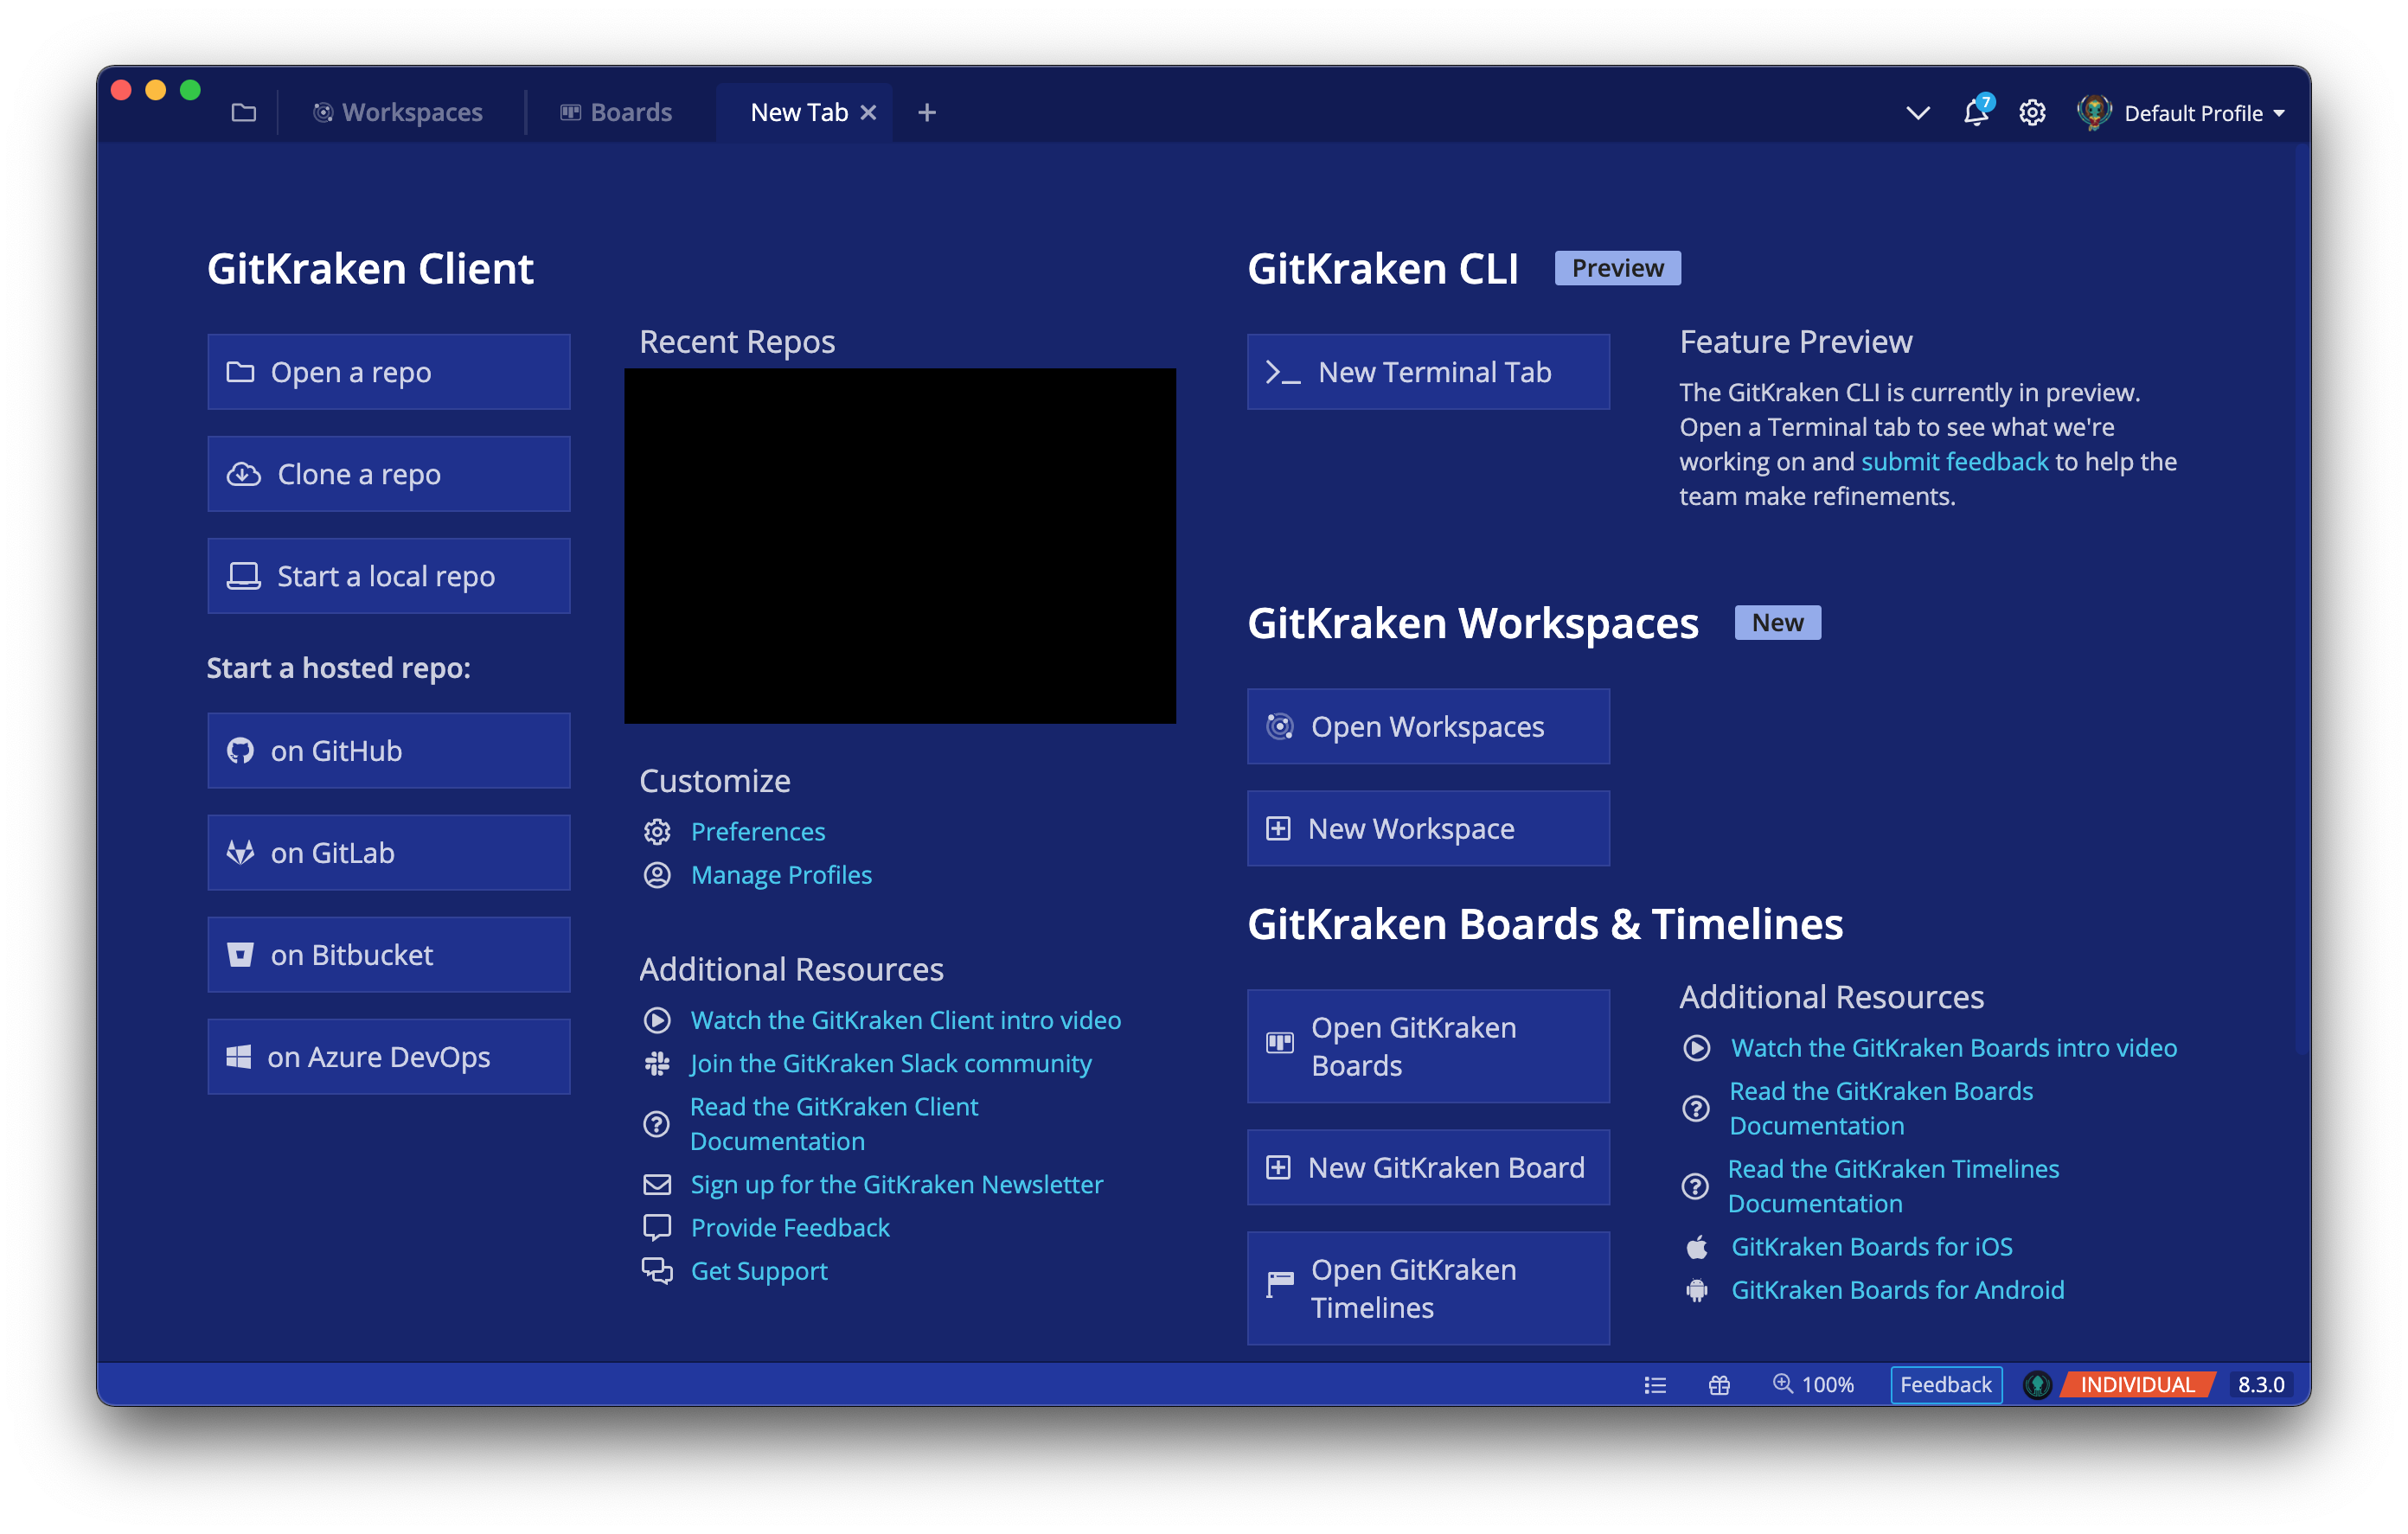 Workspaces
Boards
New Tab
7
Default Profile
GitKraken Client
Open a repo
Clone a repo
Start a local repo
Start a hosted repo:
on GitHub
on GitLab
on Bitbucket
on Azure DevOps
Recent Repos
Customize
Preferences
Manage Profiles
Additional Resources
Watch the GitKraken Client intro video
Join the GitKraken Slack community
Read the GitKraken Client
Documentation
Sign up for the GitKraken Newsletter
Provide Feedback
Get Support
GitKraken CLI
Preview
New Terminal Tab
Feature Preview
The GitKraken CLI is currently in preview.
Open a Terminal tab to see what we're
working on and submit feedback to help the
team make refinements.
GitKraken Workspaces
New
Open Workspaces
New Workspace
GitKraken Boards & Timelines
Open GitKraken
Boards
New GitKraken Board
Open GitKraken
Timelines
Additional Resources
Watch the GitKraken Boards intro video
Read the GitKraken Boards
Documentation
Read the GitKraken Timelines
Documentation
GitKraken Boards for iOS
GitKraken Boards for Android
100%
Feedback
INDIVIDUAL
8.3.0